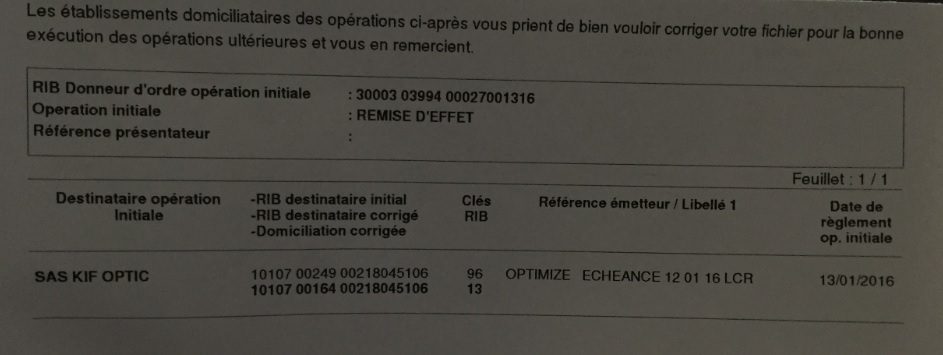 Les établissements domiciliataires des opérations ci-après vous prient de bien vouloir corriger votre fichier pour la bonne
exécution des opérations ultérieures et vous en remercient.
RIB Donneur d'ordre opération initiale : 30003 03994 00027001316
Operation initiale : REMISE D'EFFET
Référence présentateur :
Feuillet : 1 / 1
Destinataire opération -RIB destinataire initial Clés Référence émetteur / Libellé 1 Date de
Initiale -RIB destinataire corrigé RIB règlement
-Domiciliation corrigée op. initiale
SAS KIF OPTIC 10107 00249 00218045106 96 OPTIMIZE ECHEANCE 12 01 16 LCR 13/01/2016
10107 00164 00218045106 13